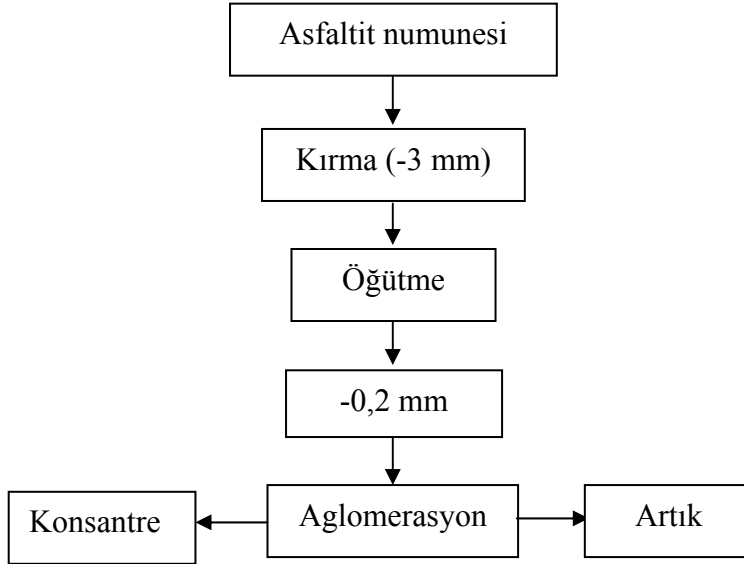 Asfaltit numunesi
Kırma (-3 mm)
Öğütme
-0,2 mm
Konsantre
Aglomerasyon
Artık